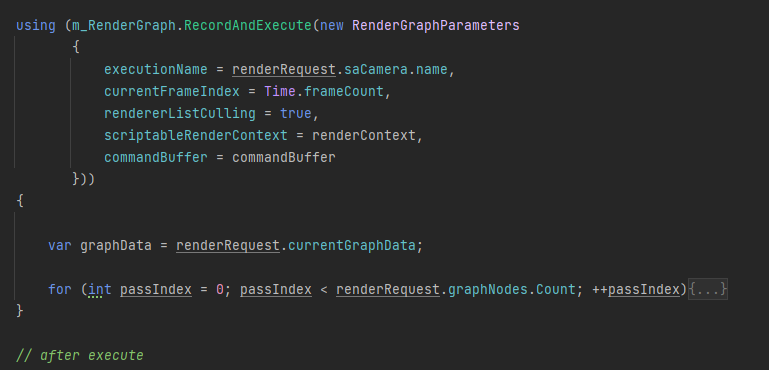 using (m_RenderGraph.RecordAndExecute(new RenderGraphParameters
{
executionName = renderRequest.saCamera.name,
currentFrameIndex = Time.frameCount,
rendererListCulling = true,
scriptableRenderContext = renderContext,
commandBuffer = commandBuffer
}))
{
var graphData = renderRequest.currentGraphData;
for (int passIndex = 0; passIndex < renderRequest.graphNodes.Count; ++passIndex){...}
}
// after execute